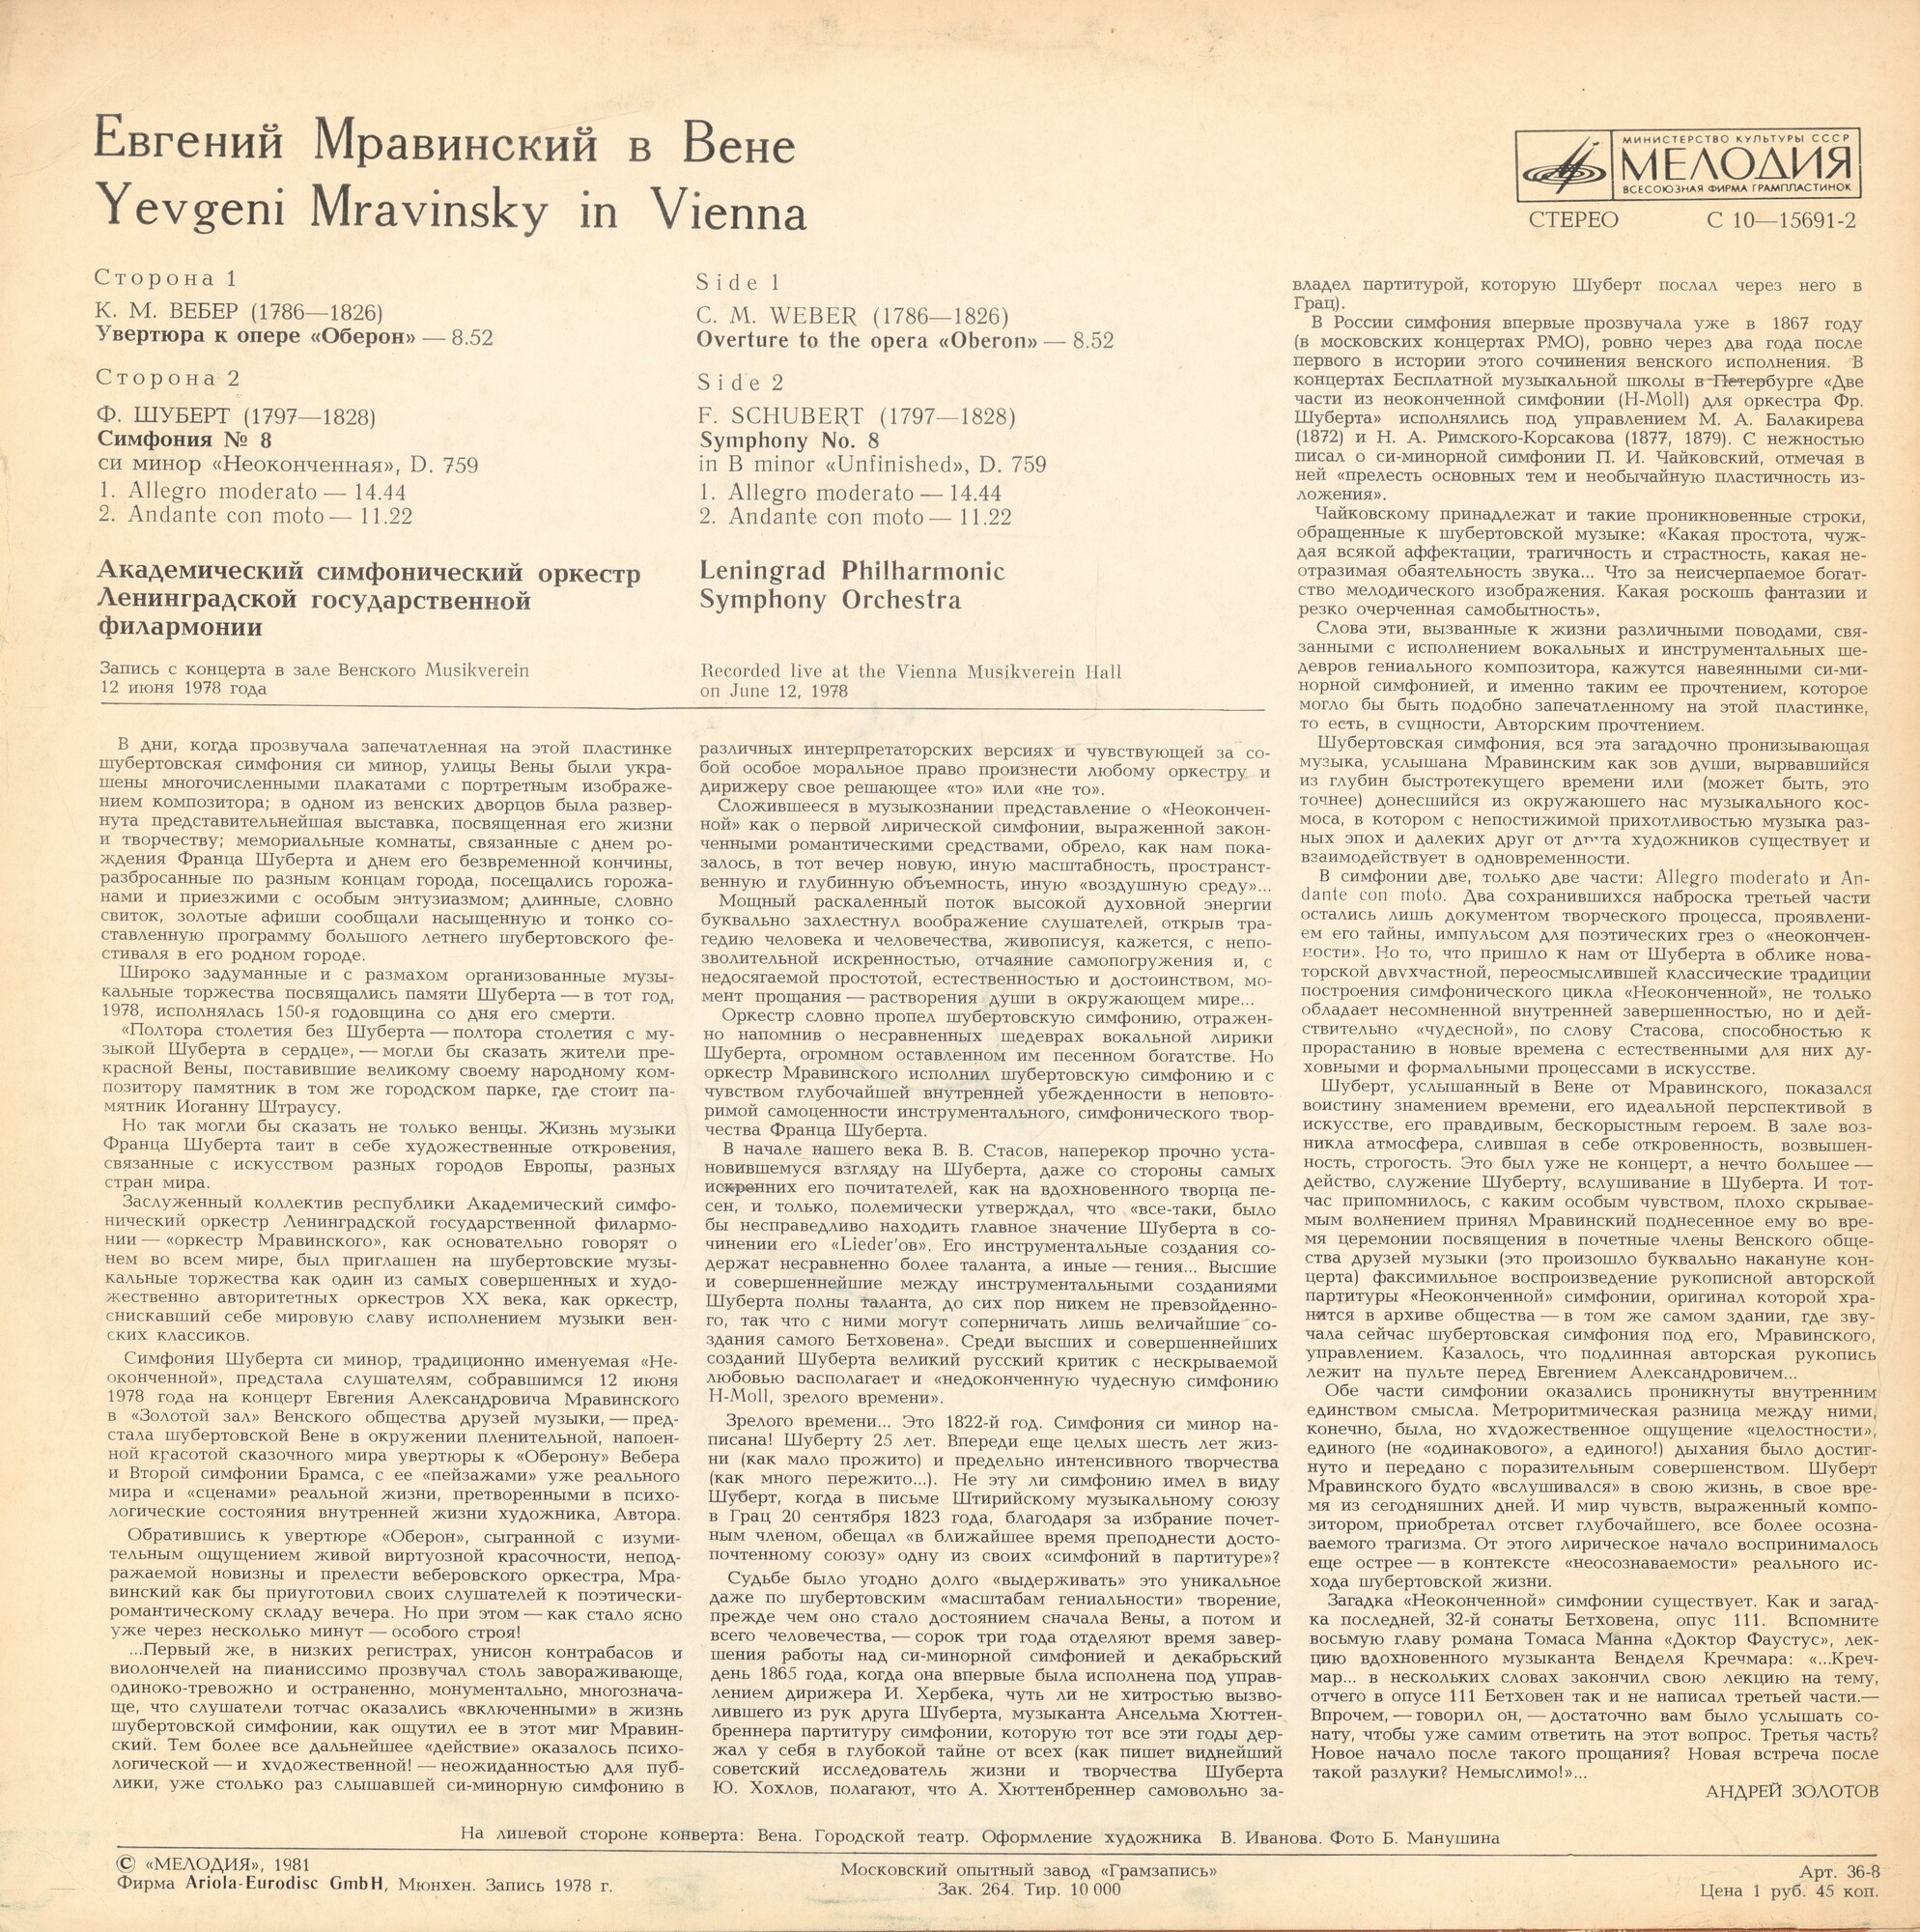 Евгений Мравинский в Вене
Yevgeni Mravinsky in Vienna
МИНИСТЕРСТВО КУЛЬТУРЫ СССР
МЕЛОДИЯ
ВСЕСОЮЗНАЯ ФИРМА ГРАМПЛАСТИНОК
СТЕРЕО С 10—15691-2
Сторона 1
К. М. ВЕБЕР (1786—1826)
Увертюра к опере «Оберон» — 8.52
Сторона 2
Ф. ШУБЕРТ (1797—1828)
Симфония № 8
си минор «Неоконченная», D. 759
1. Allegro moderato — 14.44
2. Andante con moto — 11.22
Академический симфонический оркестр
Ленинградской государственной
филармонии
Запись с концерта в зале Венского Musikverein
12 июня 1978 года
Side 1
C. M. WEBER (1786—1826)
Overture to the opera «Oberon» — 8.52
Side 2
F. SCHUBERT (1797—1828)
Symphony No. 8
in B minor «Unfinished», D. 759
1. Allegro moderato — 14.44
2. Andante con moto — 11.22
Leningrad Philharmonic
Symphony Orchestra
Recorded live at the Vienna Musikverein Hall
on June 12, 1978
В дни, когда прозвучала запечатленная на этой пластинке
шубертовская симфония си минор, улицы Вены были укра-
шены многочисленными плакатами с портретным изображе-
нием композитора; в одном из венских дворцов была развер-
нута представительнейшая выставка, посвященная его жизни
и творчеству; мемориальные комнаты, связанные с днем ро-
ждения Франца Шуберта и днем его безвременной кончины,
разбросанные по разным концам города, посещались горожа-
нами и приезжими с особым энтузиазмом; длинные, словно
свиток, золотые афиши сообщали насыщенную и тонко со-
ставленную программу большого летнего шубертовского фе-
стиваля в его родном городе.
Широко задуманные и с размахом организованные музы-
кальные торжества посвящались памяти Шуберта — в тот год,
1978, исполнялась 150-я годовщина со дня его смерти.
«Полтора столетия без Шуберта — полтора столетия с му-
зыкой Шуберта в сердце», — могли бы сказать жители пре-
красной Вены, поставившие великому своему народному ком-
позитору памятник в том же городском парке, где стоит па-
мятник Иоганну Штраусу.
Но так могли бы сказать не только венцы. Жизнь музыки
Франца Шуберта таит в себе художественные откровения,
связанные с искусством разных городов Европы, разных
стран мира.
Заслуженный коллектив республики Академический симфо-
нический оркестр Ленинградской государственной филармо-
нии — «оркестр Мравинского», как основательно говорят о
нем во всем мире, был приглашен на шубертовские музы-
кальные торжества как один из самых совершенных и худо-
жественно авторитетных оркестров XX века, как оркестр,
снискавший себе мировую славу исполнением музыки вен-
ских классиков.
Симфония Шуберта си минор, традиционно именуемая «Не-
оконченной», предстала слушателям, собравшимся 12 июня
1978 года на концерт Евгения Александровича Мравинского
в «Золотой зал» Венского общества друзей музыки, — пред-
стала шубертовской Вене в окружении пленительной, напоен-
ной красотой сказочного мира увертюры к «Оберону» Вебера
и Второй симфонии Брамса, с ее «пейзажами» уже реального
мира и «сценами» реальной жизни, претворенными в психо-
логические состояния внутренней жизни художника, Автора.
Обратившись к увертюре «Оберон», сыгранной с изуми-
тельным ощущением живой виртуозной красочности, непод-
ражаемой новизны и прелести веберовского оркестра, Мра-
винский как бы приуготовил своих слушателей к поэтически-
романтическому складу вечера. Но при этом — как стало ясно
уже через несколько минут — особого строя!
...Первый же, в низких регистрах, унисон контрабасов и
виолончелей на пианиссимо прозвучал столь завораживающе,
одиноко-тревожно и остраненно, монументально, многознача-
ще, что слушатели тотчас оказались «включенными» в жизнь
шубертовской симфонии, как ощутил ее в этот миг Мравин-
ский. Тем более все дальнейшее «действие» оказалось психо-
логической — и художественной! — неожиданностью для пуб-
лики, уже столько раз слышавшей си-минорную симфонию в
различных интерпретаторских версиях и чувствующей за со-
бой особое моральное право произнести любому оркестру и
дирижеру свое решающее «то» или «не то».
Сложившееся в музыкознании представление о «Неокончен-
ной» как о первой лирической симфонии, выраженной закон-
ченными романтическими средствами, обрело, как нам пока-
залось, в тот вечер новую, иную масштабность, пространст-
венную и глубинную объемность, иную «воздушную среду»...
Мощный раскаленный поток высокой духовной энергии
буквально захлестнул воображение слушателей, открыв тра-
гедию человека и человечества, живописуя, кажется, с непо-
зволительной искренностью, отчаяние самопогружения и, с
недосягаемой простотой, естественностью и достоинством, мо-
мент прощания — растворения души в окружающем мире...
Оркестр словно пропел шубертовскую симфонию, отражен-
но напомнив о несравненных шедеврах вокальной лирики
Шуберта, огромном оставленном им песенном богатстве. Но
оркестр Мравинского исполнил шубертовскую симфонию и с
чувством глубочайшей внутренней убежденности в неповто-
римой самоценности инструментального, симфонического твор-
чества Франца Шуберта.
В начале нашего века В. В. Стасов, наперекор прочно уста-
новившемуся взгляду на Шуберта, даже со стороны самых
искренних его почитателей, как на вдохновенного творца пе-
сен, и только, полемически утверждал, что «все-таки, было
бы несправедливо находить главное значение Шуберта в со-
чинении его «Lieder'ов». Его инструментальные создания со-
держат несравненно более таланта, а иные — гения... Высшие
и совершеннейшие между инструментальными созданиями
Шуберта полны таланта, до сих пор никем не превзойденно-
го, так что с ними могут соперничать лишь величайшие со-
здания самого Бетховена». Среди высших и совершеннейших
созданий Шуберта великий русский критик с нескрываемой
любовью располагает и «недоконченную чудесную симфонию
H-Moll, зрелого времени».
Зрелого времени... Это 1822-й год. Симфония си минор на-
писана! Шуберту 25 лет. Впереди еще целых шесть лет жиз-
ни (как мало прожито) и предельно интенсивного творчества
(как много пережито...). Не эту ли симфонию имел в виду
Шуберт, когда в письме Штирийскому музыкальному союзу
в Грац 20 сентября 1823 года, благодаря за избрание почет-
ным членом, обещал «в ближайшее время преподнести досто-
почтенному союзу» одну из своих «симфоний в партитуре»?
Судьбе было угодно долго «выдерживать» это уникальное
даже по шубертовским «масштабам гениальности» творение,
прежде чем оно стало достоянием сначала Вены, а потом и
всего человечества, — сорок три года отделяют время завер-
шения работы над си-минорной симфонией и декабрьский
день 1865 года, когда она впервые была исполнена под управ-
лением дирижера И. Хербека, чуть ли не хитростью вызво-
лившего из рук друга Шуберта, музыканта Ансельма Хюттен-
бреннера партитуру симфонии, которую тот все эти годы дер-
жал у себя в глубокой тайне от всех (как пишет виднейший
советский исследователь жизни и творчества Шуберта
Ю. Хохлов, полагают, что А. Хюттенбреннер самовольно за-
владел партитурой, которую Шуберт послал через него в
Грац).
В России симфония впервые прозвучала уже в 1867 году
(в московских концертах РМО), ровно через два года после
первого в истории этого сочинения венского исполнения. В
концертах Бесплатной музыкальной школы в Петербурге «Две
части из неоконченной симфонии (H-Moll) для оркестра Фр.
Шуберта» исполнялись под управлением М. А. Балакирева
(1872) и Н. А. Римского-Корсакова (1877, 1879). С нежностью
писал о си-минорной симфонии П. И. Чайковский, отмечая в
ней «прелесть основных тем и необычайную пластичность из-
ложения».
Чайковскому принадлежат и такие проникновенные строки,
обращенные к шубертовской музыке: «Какая простота, чуж-
дая всякой аффектации, трагичность и страстность, какая не-
отразимая обаятельность звука... Что за неисчерпаемое богат-
ство мелодического изображения. Какая роскошь фантазии и
резко очерченная самобытность».
Слова эти, вызванные к жизни различными поводами, свя-
занными с исполнением вокальных и инструментальных ше-
девров гениального композитора, кажутся навеянными си-ми-
норной симфонией, и именно таким ее прочтением, которое
могло бы быть подобно запечатленному на этой пластинке,
то есть, в сущности, Авторским прочтением.
Шубертовская симфония, вся эта загадочно пронизывающая
музыка, услышана Мравинским как зов души, вырвавшийся
из глубин быстротекущего времени или (может быть, это
точнее) донесшийся из окружающего нас музыкального кос-
моса, в котором с непостижимой прихотливостью музыка раз-
ных эпох и далеких друг от друга художников существует и
взаимодействует в одновременности.
В симфонии две, только две части: Allegro moderato и An-
dante con moto. Два сохранившихся наброска третьей части
остались лишь документом творческого процесса, проявлени-
ем его тайны, импульсом для поэтических грез о «неокончен-
ности». Но то, что пришло к нам от Шуберта в облике нова-
торской двухчастной, переосмыслившей классические традиции
построения симфонического цикла «Неоконченной», не только
обладает несомненной внутренней завершенностью, но и дей-
ствительно «чудесной», по слову Стасова, способностью к
прорастанию в новые времена с естественными для них ду-
ховными и формальными процессами в искусстве.
Шуберт, услышанный в Вене от Мравинского, показался
воистину знамением времени, его идеальной перспективой в
искусстве, его правдивым, бескорыстным героем. В зале воз-
никла атмосфера, слившая в себе откровенность, возвышен-
ность, строгость. Это был уже не концерт, а нечто большее —
действо, служение Шуберту, вслушивание в Шуберта. И тот-
час припомнилось, с каким особым чувством, плохо скрывае-
мым волнением принял Мравинский поднесенное ему во вре-
мя церемонии посвящения в почетные члены Венского обще-
ства друзей музыки (это произошло буквально накануне кон-
церта) факсимильное воспроизведение рукописной авторской
партитуры «Неоконченной» симфонии, оригинал которой хра-
нится в архиве общества — в том же самом здании, где зву-
чала сейчас шубертовская симфония под его, Мравинского,
управлением. Казалось, что подлинная авторская рукопись
лежит на пульте перед Евгением Александровичем...
Обе части симфонии оказались проникнуты внутренним
единством смысла. Метроритмическая разница между ними,
конечно, была, но художественное ощущение «целостности»,
единого (не «одинакового», а единого!) дыхания было достиг-
нуто и передано с поразительным совершенством. Шуберт
Мравинского будто «вслушивался» в свою жизнь, в свое вре-
мя из сегодняшних дней. И мир чувств, выраженный компо-
зитором, приобретал отсвет глубочайшего, все более осозна-
ваемого трагизма. От этого лирическое начало воспринималось
еще острее — в контексте «неосознаваемости» реального ис-
хода шубертовской жизни.
Загадка «Неоконченной» симфонии существует. Как и загад-
ка последней, 32-й сонаты Бетховена, опус 111. Вспомните
восьмую главу романа Томаса Манна «Доктор Фаустус», лек-
цию вдохновенного музыканта Венделя Кречмара: «...Креч-
мар... в нескольких словах закончил свою лекцию на тему,
отчего в опусе 111 Бетховен так и не написал третьей части.—
Впрочем, — говорил он, — достаточно вам было услышать со-
нату, чтобы уже самим ответить на этот вопрос. Третья часть?
Новое начало после такого прощания? Новая встреча после
такой разлуки? Немыслимо!»...
АНДРЕЙ ЗОЛОТОВ
На лицевой стороне конверта: Вена. Городской театр. Оформление художника В. Иванова. Фото Б. Манушина
© «МЕЛОДИЯ», 1981
Фирма Ariola-Eurodisc GmbH, Мюнхен. Запись 1978 г.
Московский опытный завод «Грамзапись»
Зак. 264. Тир. 10 000
Арт. 36-8
Цена 1 руб. 45 коп.